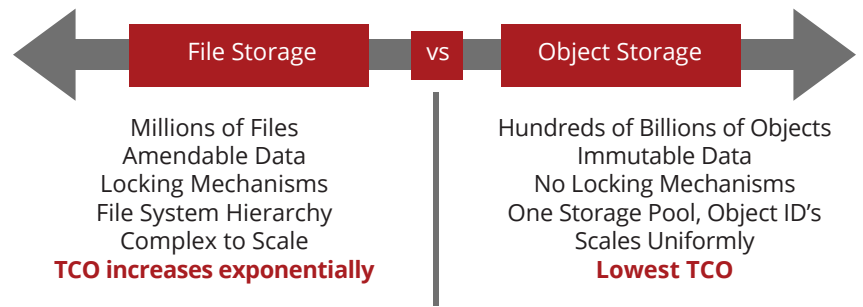 File Storage
vs
Object Storage
Millions of Files
Amendable Data
Locking Mechanisms
File System Hierarchy
Complex to Scale
TCO increases exponentially
Hundreds of Billions of Objects
Immutable Data
No Locking Mechanisms
One Storage Pool, Object ID’s
Scales Uniformly
Lowest TCO